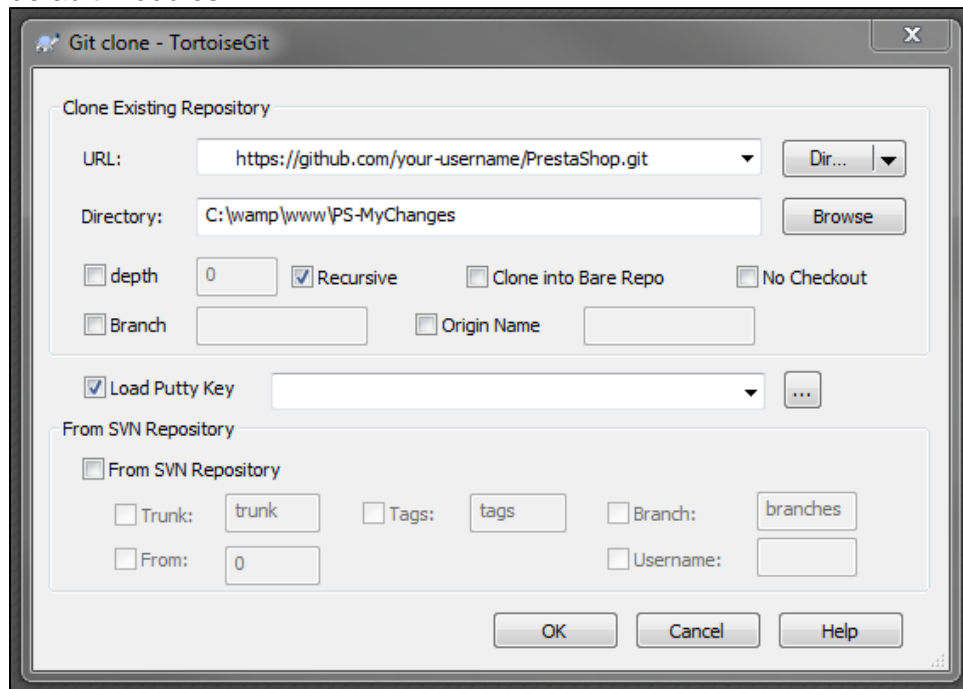 Git clone - TortoiseGit
Clone Existing Repository
URL: https://github.com/your-username/PrestaShop.git Dir...
Directory: C:\wamp\www\PS-MyChanges Browse
depth 0 Recursive Clone into Bare Repo No Checkout
Branch Origin Name
Load Putty Key ...
From SVN Repository
From SVN Repository
Trunk: trunk Tags: tags Branch: branches
From: 0 Username:
OK Cancel Help